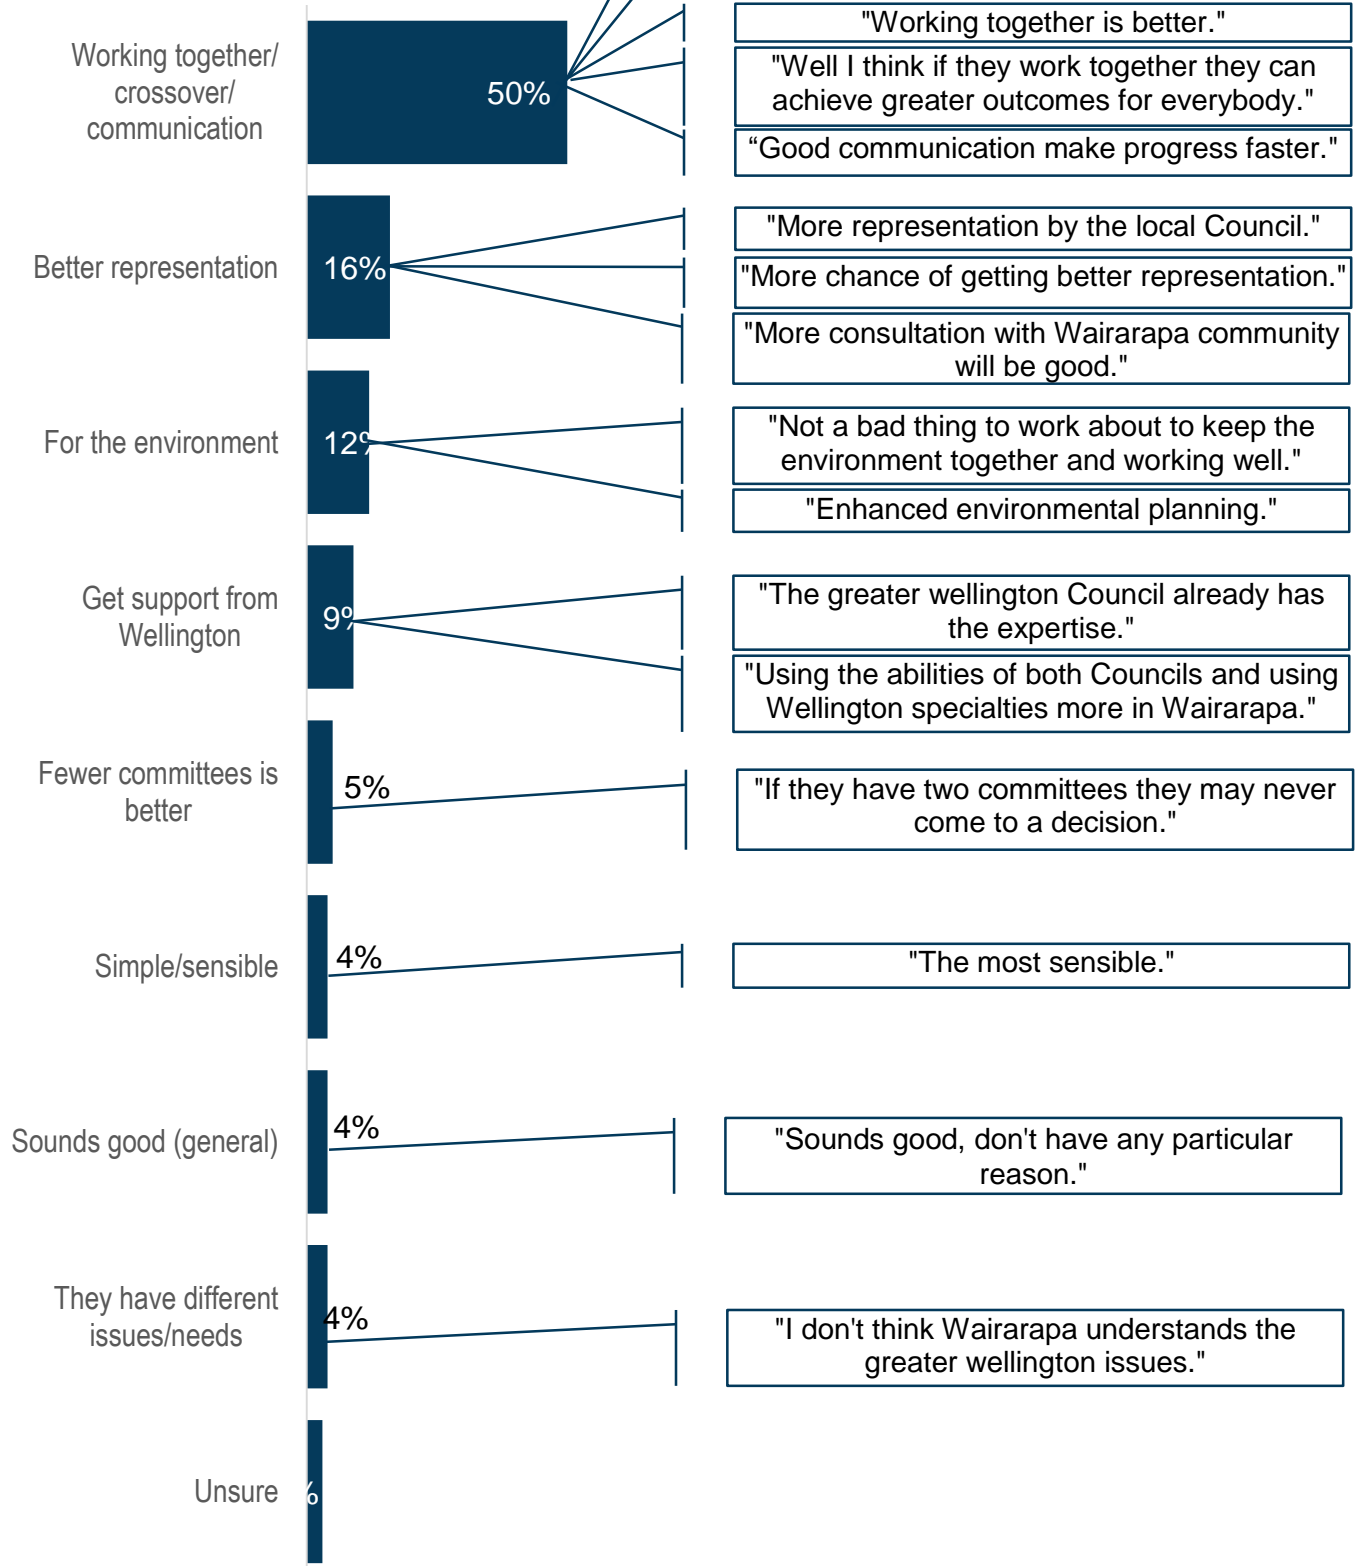 Working together/
crossover/
communication
50%
"Working together is better."
"Well I think if they work together they can
achieve greater outcomes for everybody."
“Good communication make progress faster."
Better representation
16%
"More representation by the local Council."
"More chance of getting better representation."
"More consultation with Wairarapa community
will be good."
For the environment
12%
"Not a bad thing to work about to keep the
environment together and working well."
"Enhanced environmental planning."
Get support from
Wellington
9%
"The greater wellington Council already has
the expertise."
"Using the abilities of both Councils and using
Wellington specialties more in Wairarapa."
Fewer committees is
better
5%
"If they have two committees they may never
come to a decision."
Simple/sensible
4%
"The most sensible."
Sounds good (general)
4%
"Sounds good, don't have any particular
reason."
They have different
issues/needs
4%
"I don't think Wairarapa understands the
greater wellington issues."
Unsure
%